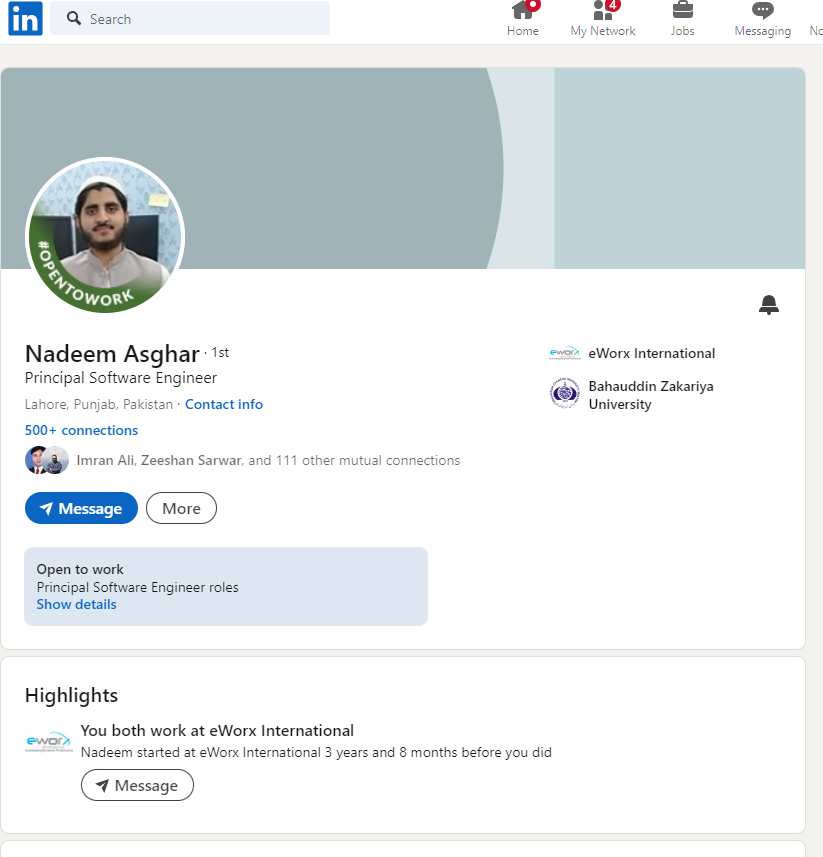 in
Search
Home
4
My Network
Jobs
Messaging
#OPENTOWORK
Nadeem Asghar · 1st
Principal Software Engineer
Lahore, Punjab, Pakistan · Contact info
500+ connections
Imran Ali, Zeeshan Sarwar, and 111 other mutual connections
Message
More
eworx
eWorx International
Bahauddin Zakariya
University
Open to work
Principal Software Engineer roles
Show details
Highlights
eworx
You both work at eWorx International
Nadeem started at eWorx International 3 years and 8 months before you did
Message